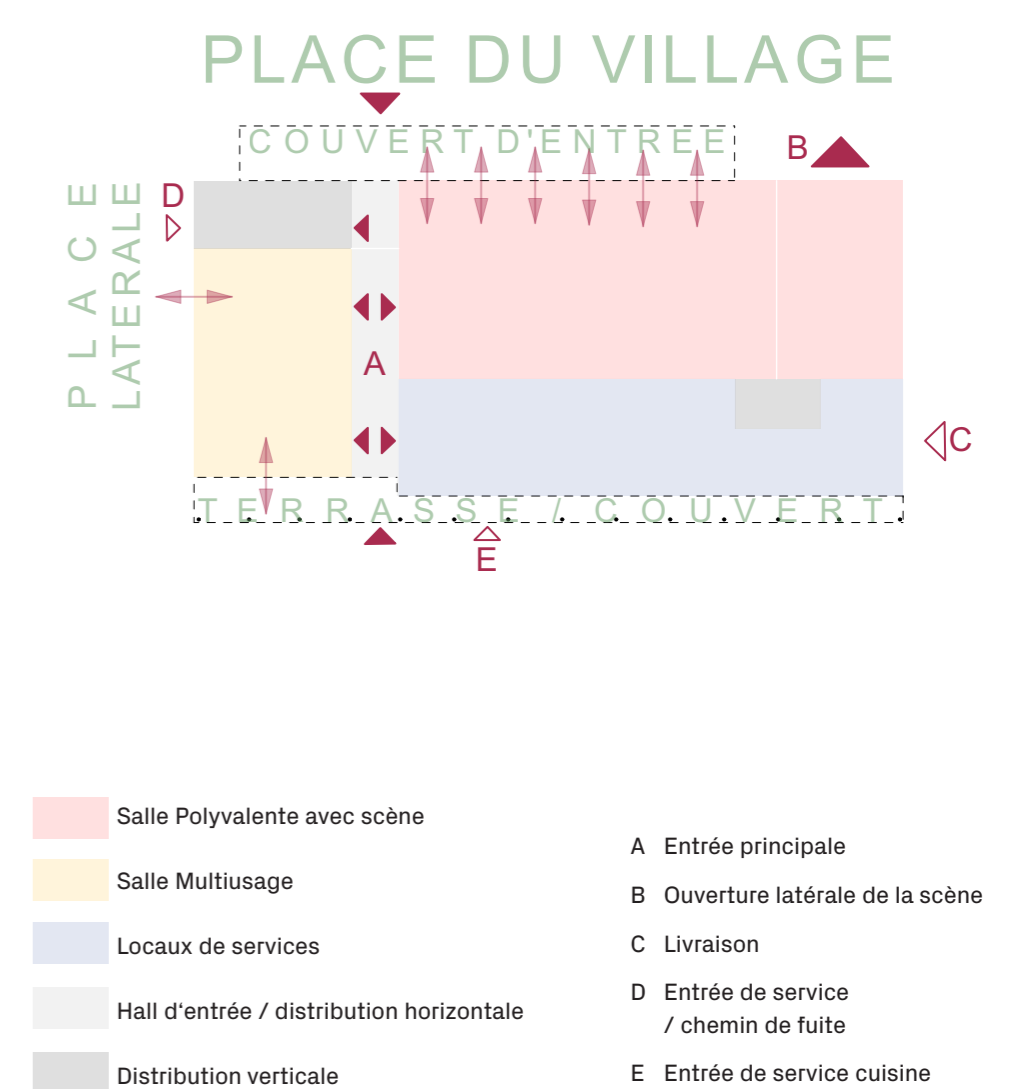 PLACE DU VILLAGE
COUVERT D'ENTREE
B
PLACE
LATERALE
D
A
C
TERRASSE / COUVERT
E
Salle Polyvalente avec scène
Salle Multiusage
Locaux de services
Hall d‘entrée / distribution horizontale
Distribution verticale
A Entrée principale
B Ouverture latérale de la scène
C Livraison
D Entrée de service
/ chemin de fuite
E Entrée de service cuisine